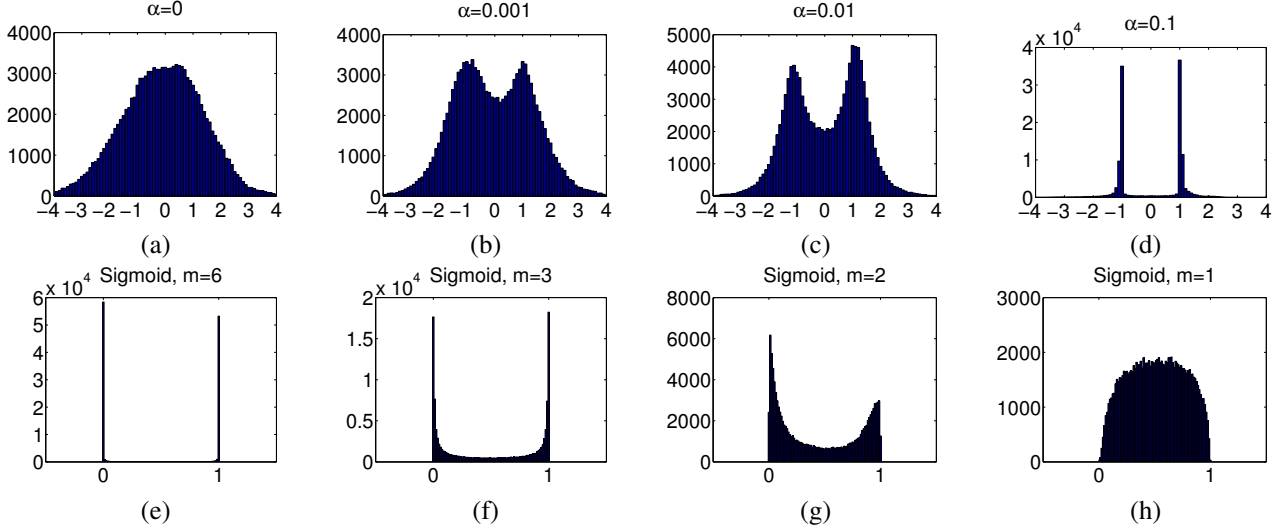 α=0
α=0.001
α=0.01
α=0.1
4000
3000
2000
1000
0
−4 −3 −2 −1 0 1 2 3 4
4000
3000
2000
1000
0
−4 −3 −2 −1 0 1 2 3 4
5000
4000
3000
2000
1000
0
−4 −3 −2 −1 0 1 2 3 4
x 10^4
4
3
2
1
0
−4 −3 −2 −1 0 1 2 3 4
(a)
(b)
(c)
(d)
x 10^4
Sigmoid, m=6
6
5
4
3
2
1
0
0 1
x 10^4
Sigmoid, m=3
2
1.5
1
0.5
0
0 1
Sigmoid, m=2
8000
6000
4000
2000
0
0 1
Sigmoid, m=1
3000
2000
1000
0
0 1
(e)
(f)
(g)
(h)